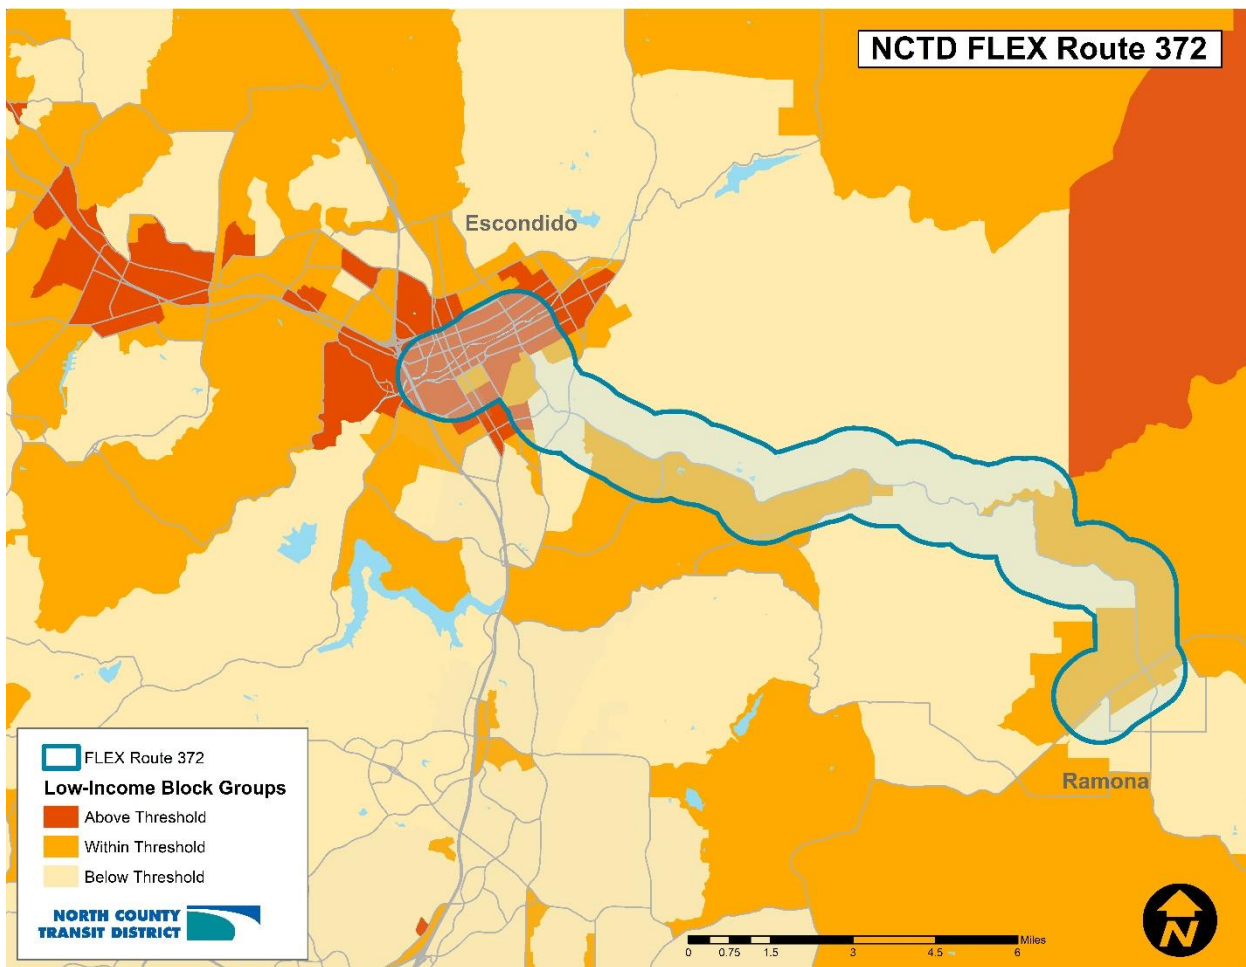 NCTD FLEX Route 372
Escondido
Ramona
FLEX Route 372
Low-Income Block Groups
Above Threshold
Within Threshold
Below Threshold
NORTH COUNTY
TRANSIT DISTRICT
Miles
0 0.75 1.5 3 4.5 6
N